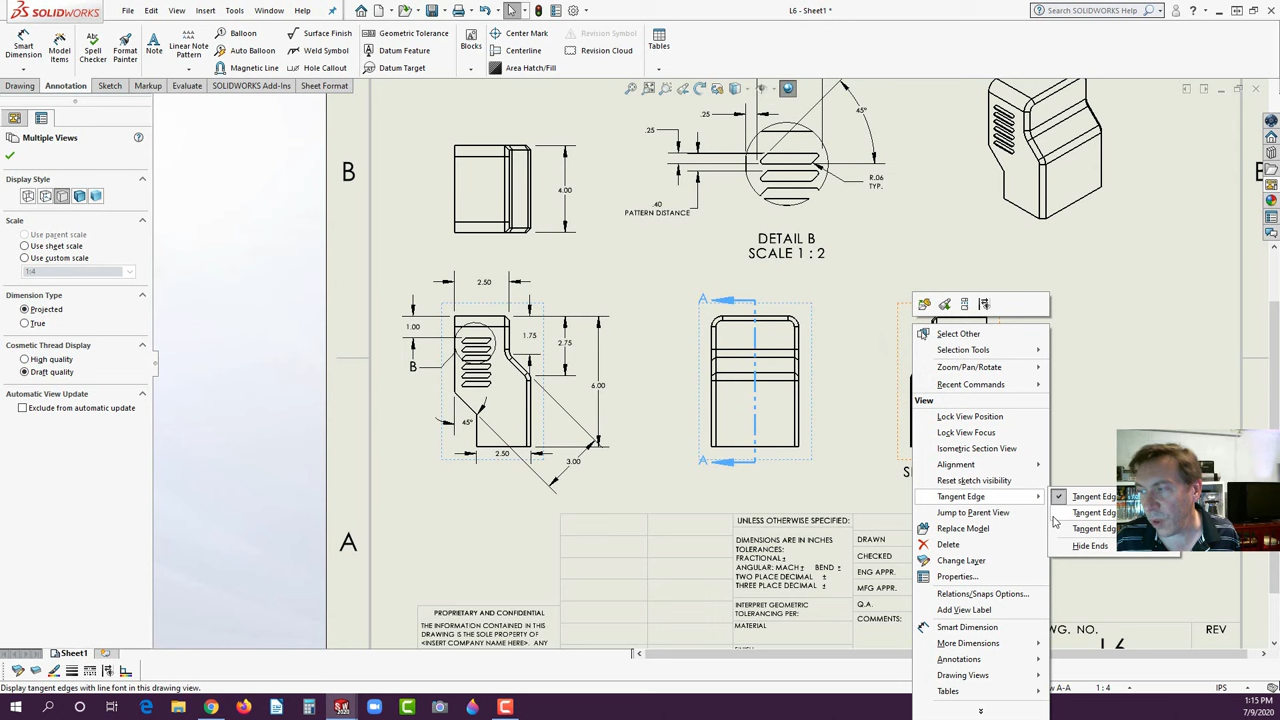 SOLIDWORKS
File
Edit
View
Insert
Tools
Window
Help
L6 - Sheet1 *
Search SOLIDWORKS Help
Smart Dimension
Model Items
Spell Checker
Format Painter
Note
Linear Note Pattern
Balloon
Auto Balloon
Magnetic Line
Surface Finish
Weld Symbol
Hole Callout
Geometric Tolerance
Datum Feature
Datum Target
Blocks
Center Mark
Centerline
Area Hatch/Fill
Revision Symbol
Revision Cloud
Tables
Drawing
Annotation
Sketch
Markup
Evaluate
SOLIDWORKS Add-Ins
Sheet Format
Multiple Views
Display Style
Scale
Use parent scale
Use sheet scale
Use custom scale
1:4
Dimension Type
Projected
True
Cosmetic Thread Display
High quality
Draft quality
Automatic View Update
Exclude from automatic update
B
4.00
.25
.25
45°
R.06
TYP.
.40
PATTERN DISTANCE
DETAIL B
SCALE 1 : 2
2.50
1.00
1.75
2.75
6.00
B
45°
2.50
3.00
A
A
A
UNLESS OTHERWISE SPECIFIED:
DIMENSIONS ARE IN INCHES
TOLERANCES:
FRACTIONAL ±
ANGULAR: MACH ± BEND ±
TWO PLACE DECIMAL ±
THREE PLACE DECIMAL ±
INTERPRET GEOMETRIC
TOLERANCING PER:
MATERIAL
FINISH
DRAWN
CHECKED
ENG APPR.
MFG APPR.
Q.A.
COMMENTS:
PROPRIETARY AND CONFIDENTIAL
THE INFORMATION CONTAINED IN THIS
DRAWING IS THE SOLE PROPERTY OF
<INSERT COMPANY NAME HERE>. ANY
WG. NO.
REV
L6
Select Other
Selection Tools
Zoom/Pan/Rotate
Recent Commands
View
Lock View Position
Lock View Focus
Isometric Section View
Alignment
Reset sketch visibility
Tangent Edge
Jump to Parent View
Replace Model
Delete
Change Layer
Properties...
Relations/Snaps Options...
Add View Label
Smart Dimension
More Dimensions
Annotations
Drawing Views
Tables
Tangent Edg
Tangent Edg
Tangent Edg
Hide Ends
Sheet1
Display tangent edges with line font in this drawing view.
w A-A
1 : 4
IPS
1:15 PM
7/9/2020